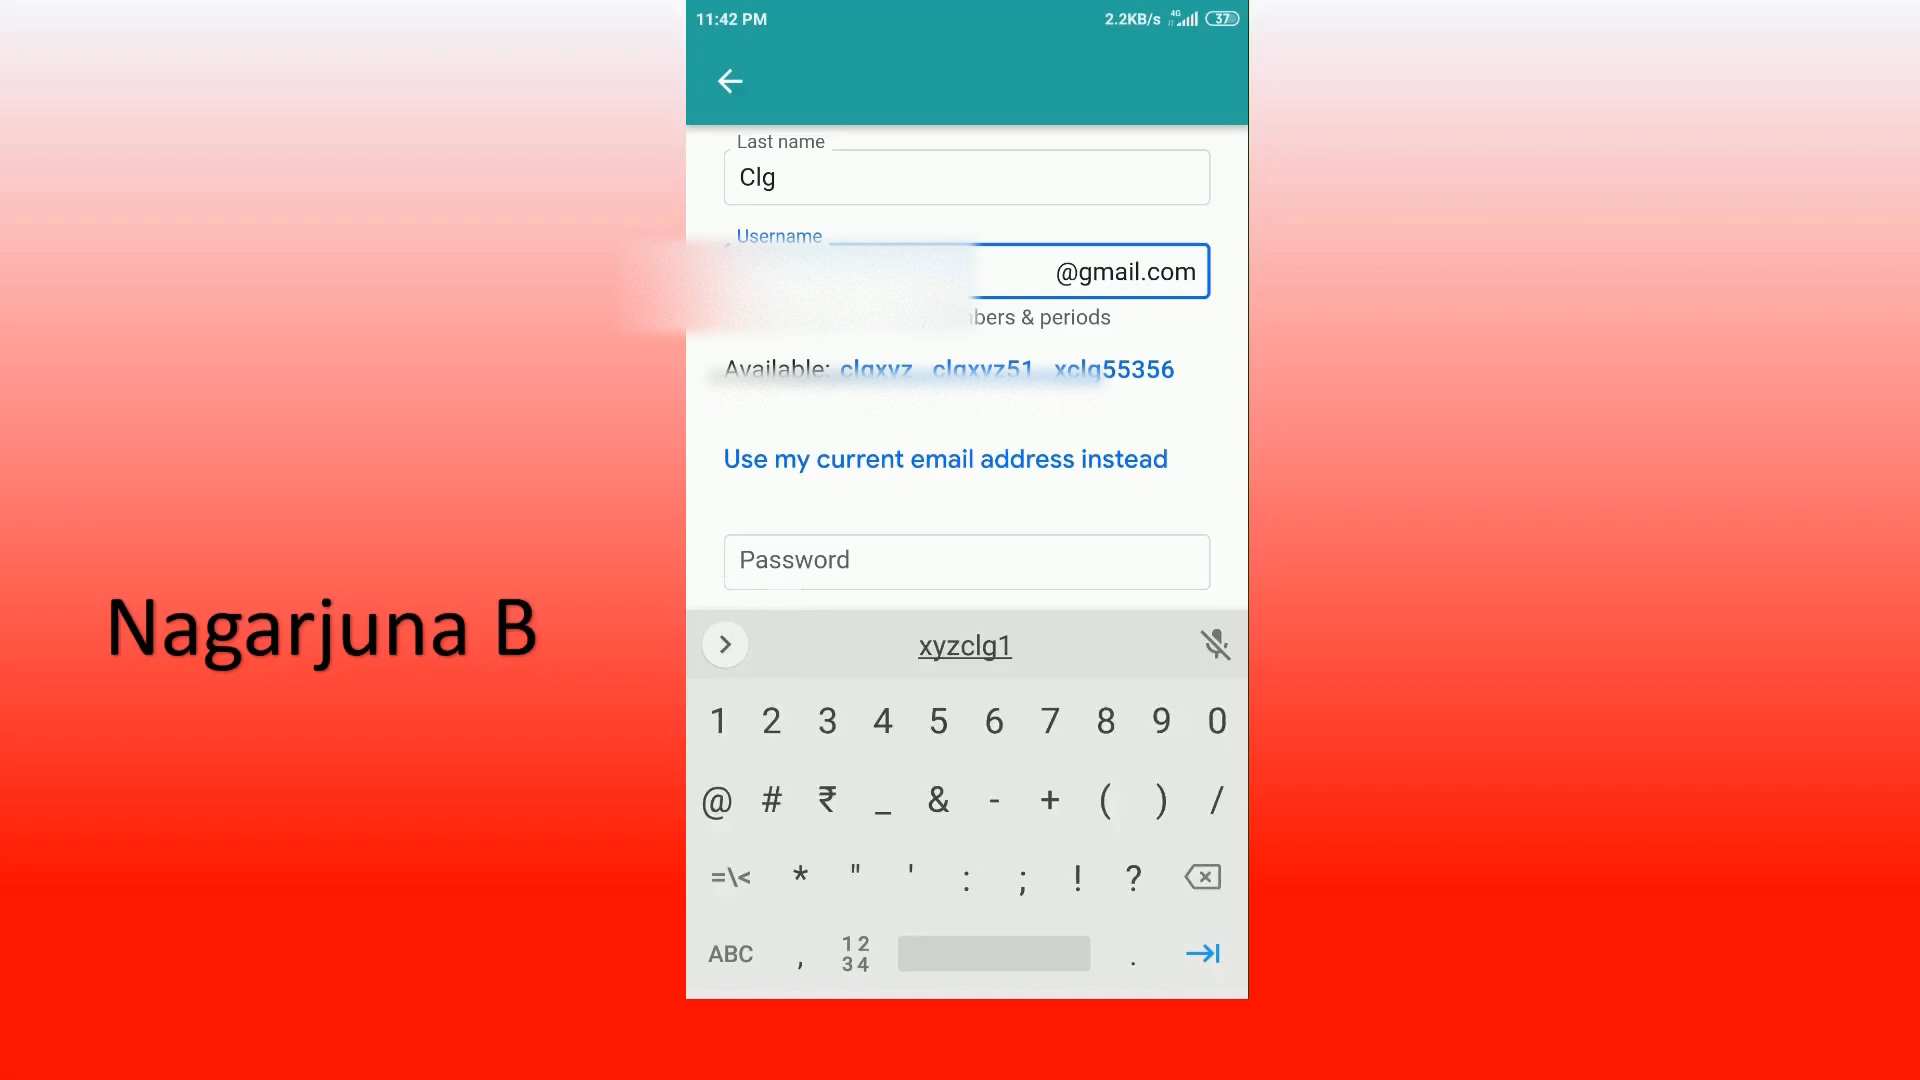 11:42 PM 2.2KB/s 4G 37
Last name
Clg
Username
@gmail.com
& periods
Available: clgxyz clgxyz51 xclg55356
Use my current email address instead
Password
Nagarjuna B
xyzclg1
1 2 3 4 5 6 7 8 9 0
@ # ₹ _ & - + ( ) /
=\< * " ' : ; ! ?
ABC , 12 34 .